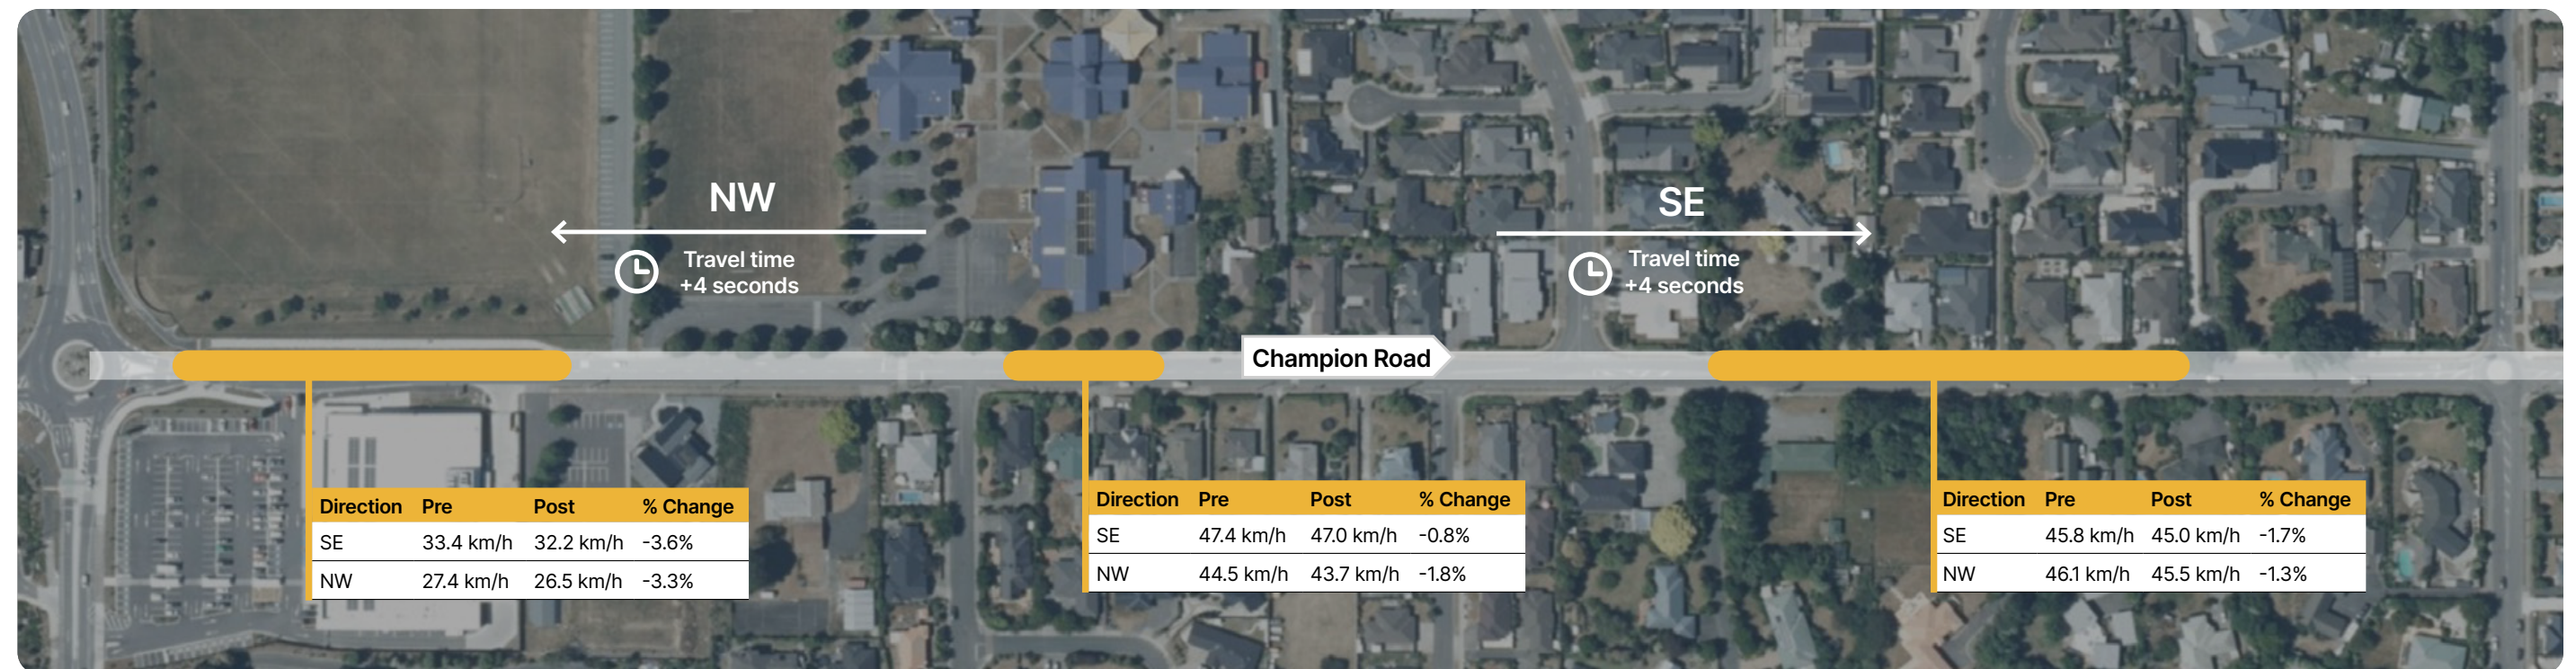 NW
Travel time
+4 seconds
SE
Travel time
+4 seconds
Champion Road
Direction Pre Post % Change
SE 33.4 km/h 32.2 km/h -3.6%
NW 27.4 km/h 26.5 km/h -3.3%
Direction Pre Post % Change
SE 47.4 km/h 47.0 km/h -0.8%
NW 44.5 km/h 43.7 km/h -1.8%
Direction Pre Post % Change
SE 45.8 km/h 45.0 km/h -1.7%
NW 46.1 km/h 45.5 km/h -1.3%